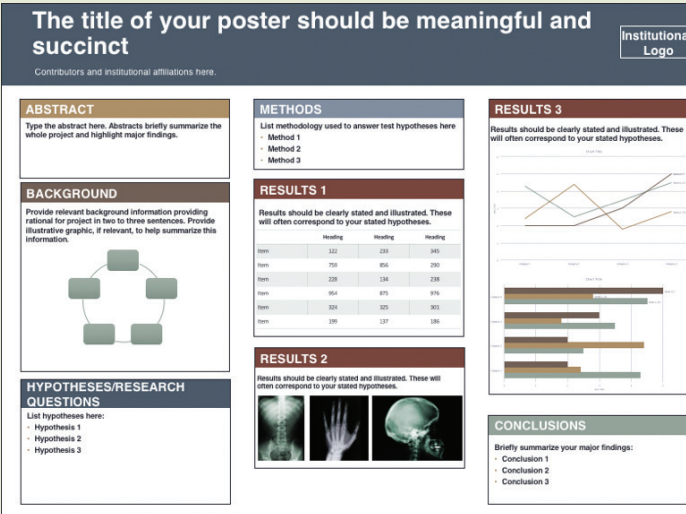 The title of your poster should be meaningful and
succinct
Contributors and institutional affiliations here.
Institutional
Logo
ABSTRACT
Type the abstract here. Abstracts briefly summarize the
whole project and highlight major findings.
BACKGROUND
Provide relevant background information providing
rational for project in two to three sentences. Provide
illustrative graphic, if relevant, to help summarize this
information.
HYPOTHESES/RESEARCH
QUESTIONS
List hypotheses here:
· Hypothesis 1
· Hypothesis 2
· Hypothesis 3
METHODS
List methodology used to answer test hypotheses here
· Method 1
· Method 2
· Method 3
RESULTS 1
Results should be clearly stated and illustrated. These
will often correspond to your stated hypotheses.
Heading Heading Heading
Item 122 233 345
Item 755 856 290
Item 228 134 238
Item 954 875 976
Item 324 325 301
Item 199 137 186
RESULTS 2
Results should be clearly stated and illustrated. These will
often correspond to your stated hypotheses.
RESULTS 3
Results should be clearly stated and illustrated. These
will often correspond to your stated hypotheses.
Chart Title
Chart Title
CONCLUSIONS
Briefly summarize your major findings:
· Conclusion 1
· Conclusion 2
· Conclusion 3